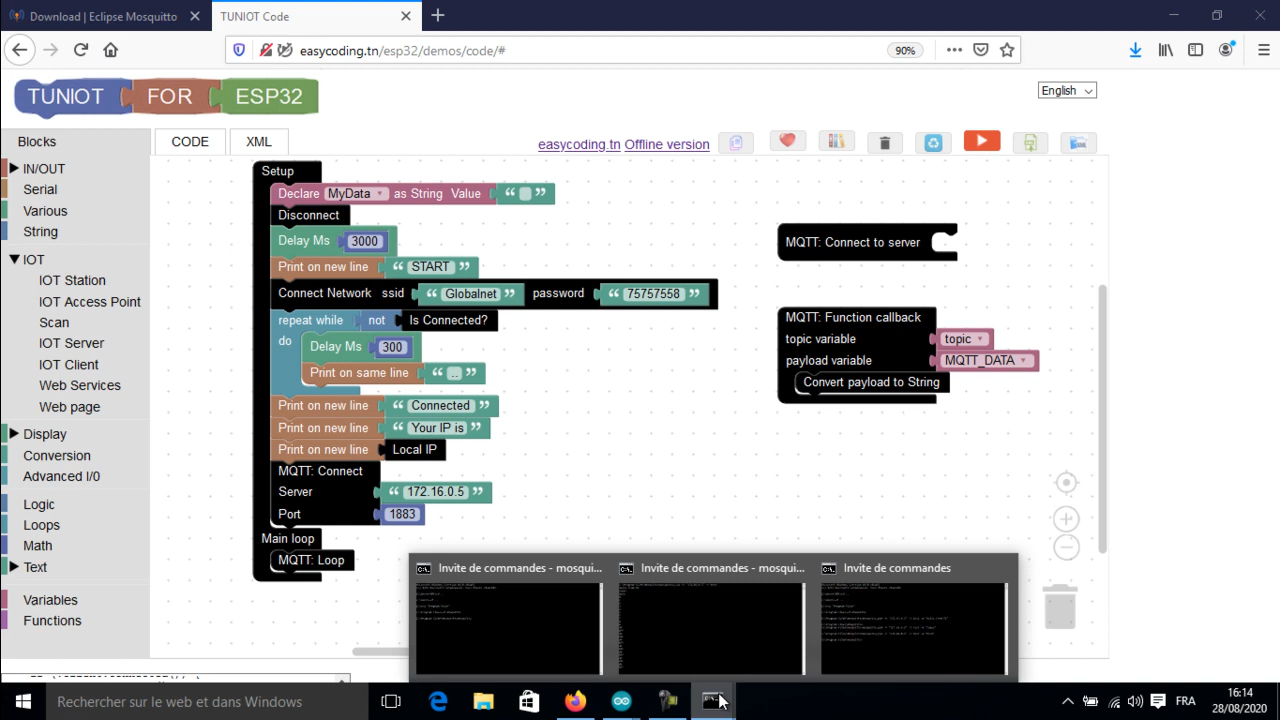 Download | Eclipse Mosquitto
TUNIOT Code
easycoding.tn/esp32/demos/code/#
90%
TUNIOT FOR ESP32
English
Blocks
CODE
XML
easycoding.tn Offline version
INOUT
Serial
Various
String
IOT
IOT Station
IOT Access Point
Scan
IOT Server
IOT Client
Web Services
Web page
Display
Conversion
Advanced I/0
Logic
Loops
Math
Text
Functions
Setup
Declare MyData as String Value “ ”
Disconnect
Delay Ms 3000
Print on new line “ START ”
Connect Network ssid “ Globalnet ” password “ 75757558 ”
repeat while not Is Connected?
do Delay Ms 300
Print on same line “ .. ”
Print on new line “ Connected ”
Print on new line “ Your IP is ”
Print on new line Local IP
MQTT: Connect
Server “ 172.16.0.5 ”
Port 1883
Main loop
MQTT: Loop
MQTT: Connect to server
MQTT: Function callback
topic variable topic
payload variable MQTT_DATA
Convert payload to String
Invite de commandes - mosqui...
Invite de commandes - mosqui...
Invite de commandes
Rechercher sur le web et dans Windows
FRA
16:14
28/08/2020